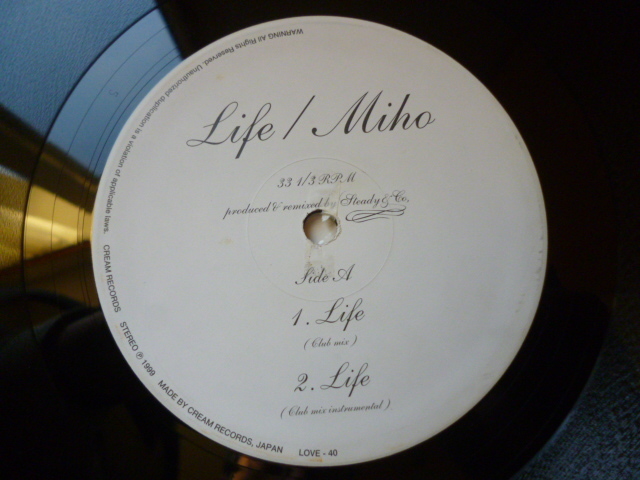 Life / Miho
33 1/3 RPM
produced & remixed by Steady & Co.
Side A
1. Life
( Club mix )
2. Life
( Club mix instrumental )
WARNING All Rights Reserved. Unauthorized duplication is a violation of applicable laws. CREAM RECORDS STEREO ℗ 1999 MADE BY CREAM RECORDS, JAPAN LOVE - 40